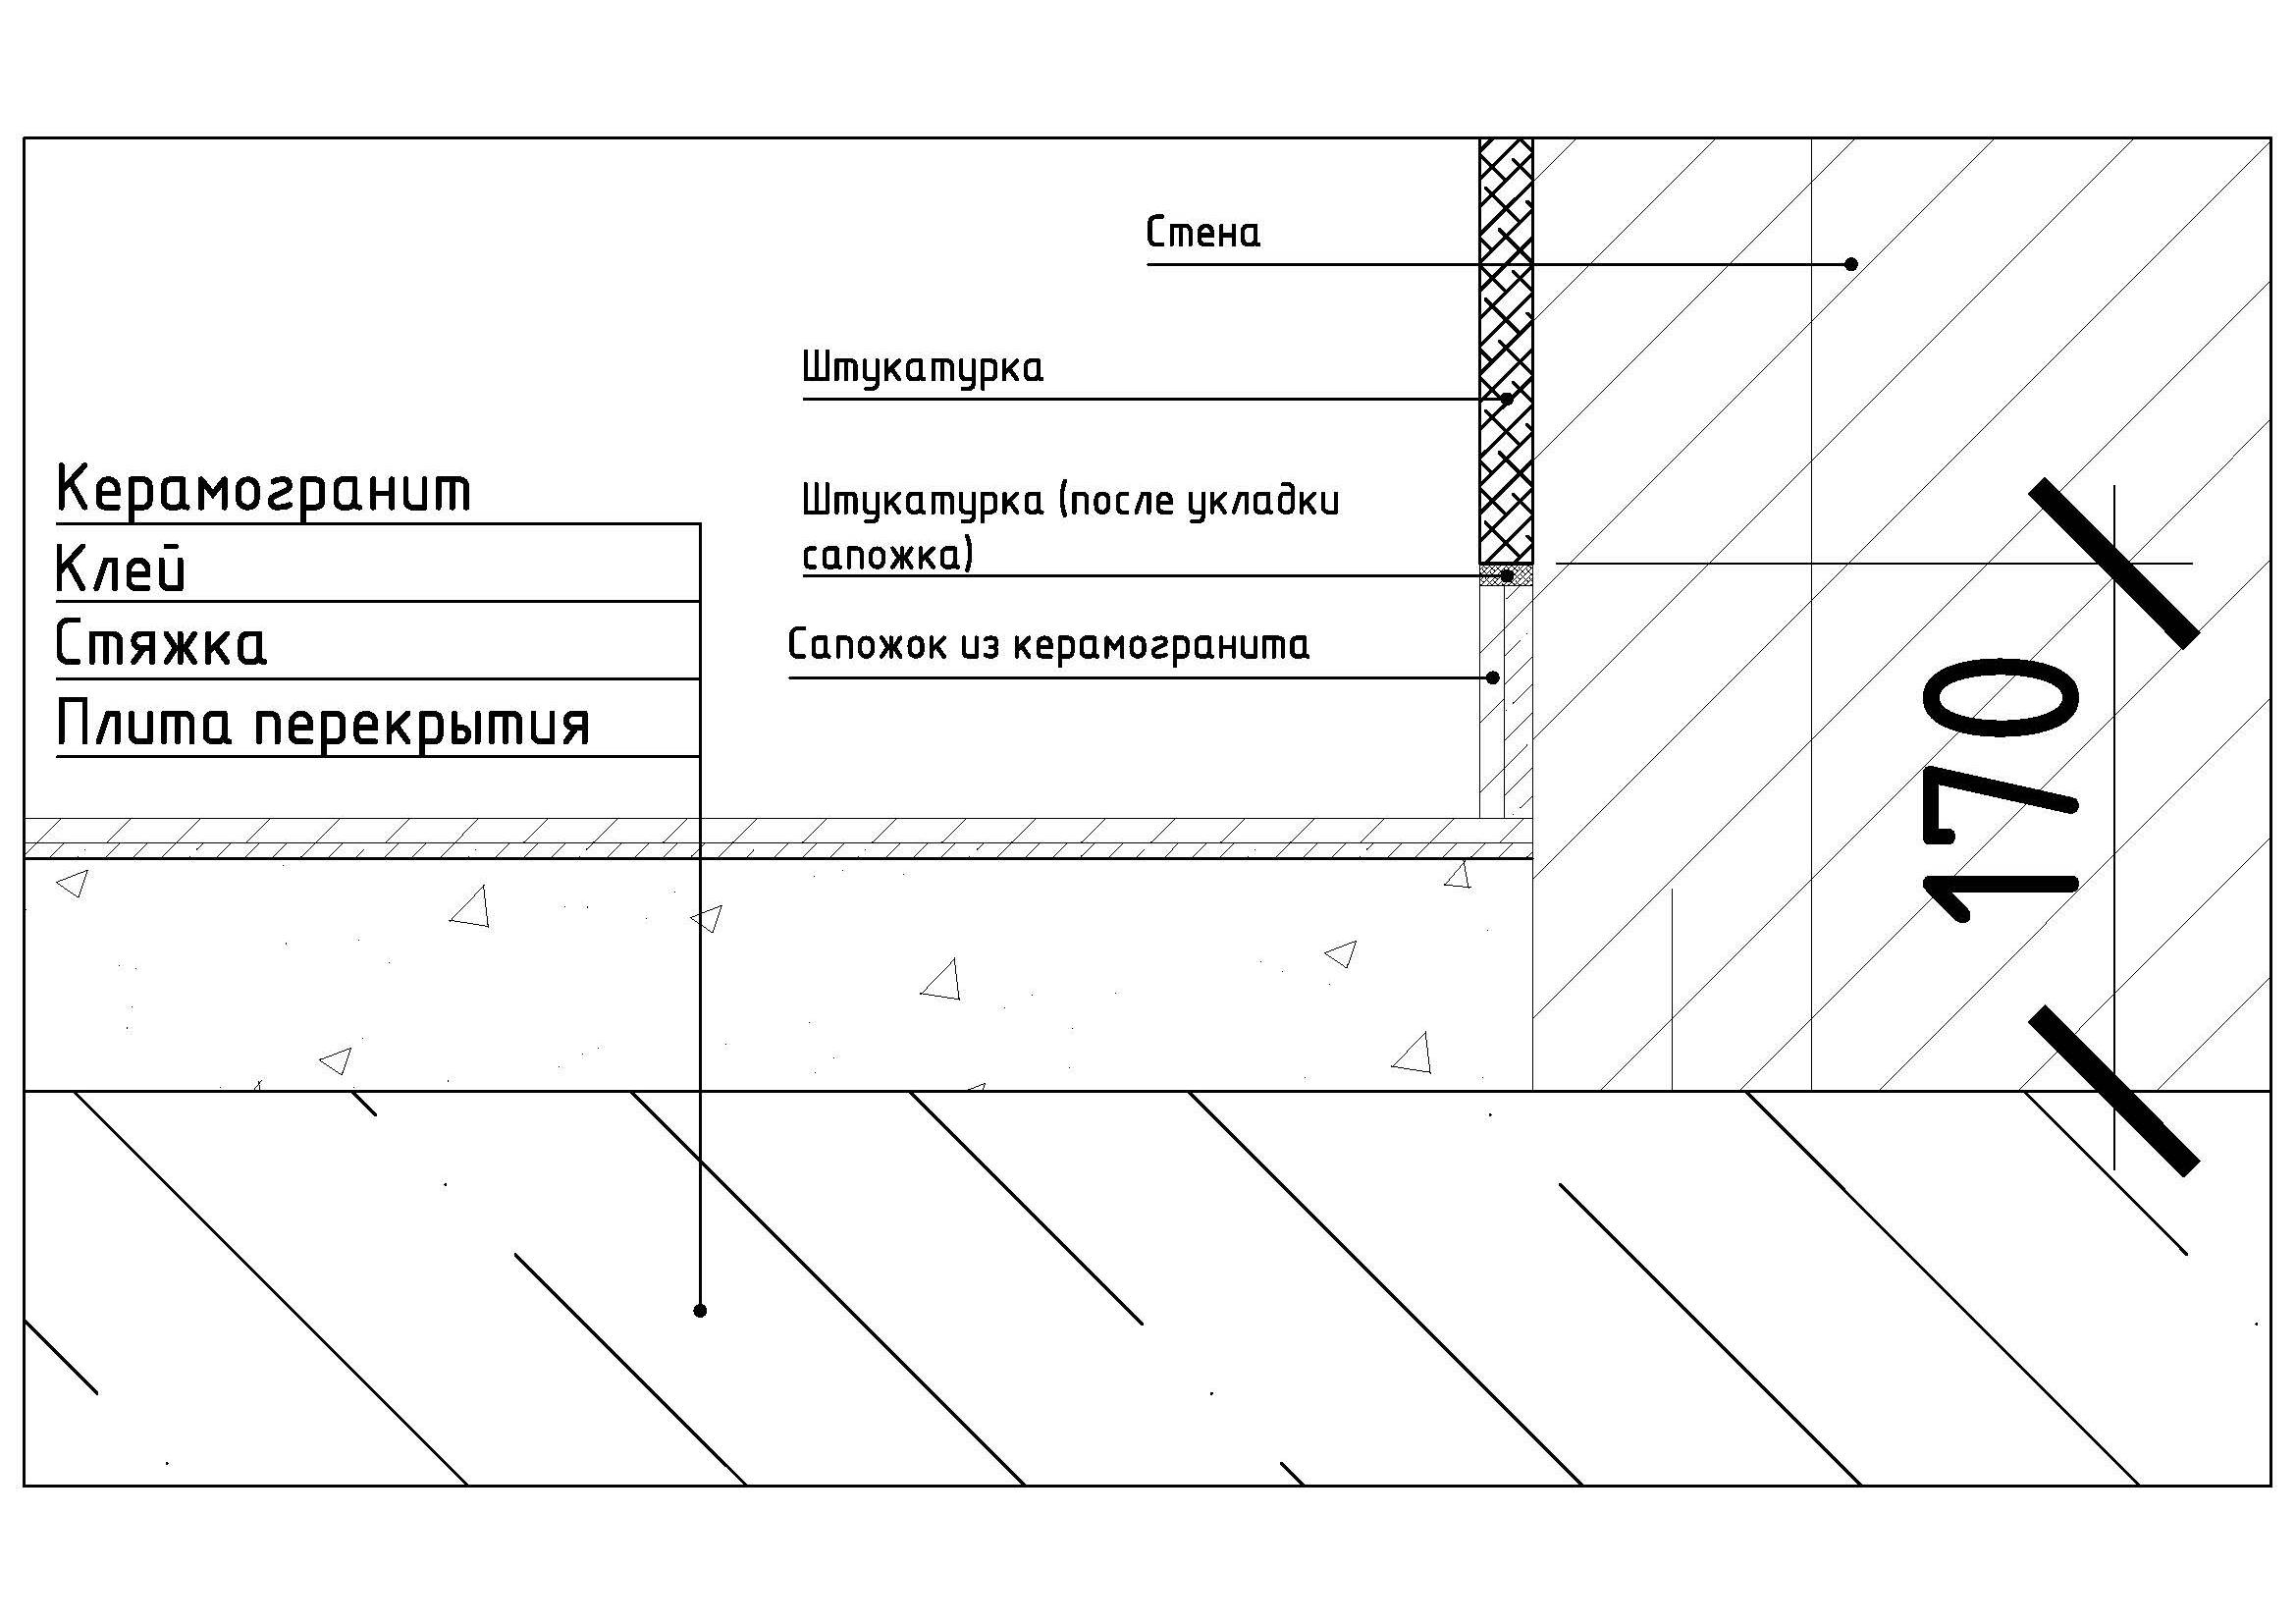 Стена
Штукатурка
Керамогранит
Клей
Стяжка
Плита перекрытия
Штукатурка (после укладки
сапожка)
Сапожок из керамогранита
170